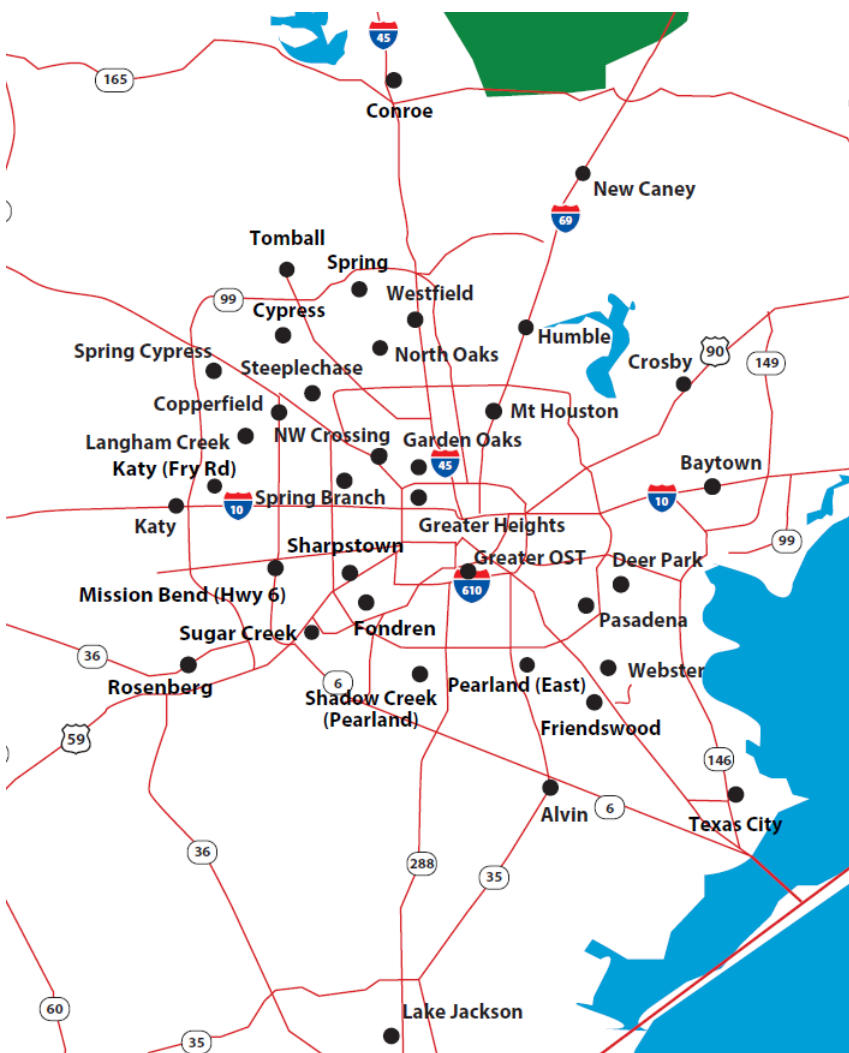 45
165
Conroe
New Caney
69
Tomball
Spring
99
Westfield
Cypress
Humble
90
Spring Cypress
Steeplechase
North Oaks
Crosby
149
Copperfield
Mt Houston
Langham Creek
NW Crossing
Garden Oaks
45
Katy (Fry Rd)
Baytown
10
Spring Branch
10
Katy
Greater Heights
99
Sharpstown
Greater OST
Deer Park
Mission Bend (Hwy 6)
610
Pasadena
Sugar Creek
Fondren
36
Rosenberg
6
Shadow Creek
(Pearland)
Pearland (East)
Webster
Friendswood
59
146
Alvin
6
Texas City
36
288
35
60
Lake Jackson
35